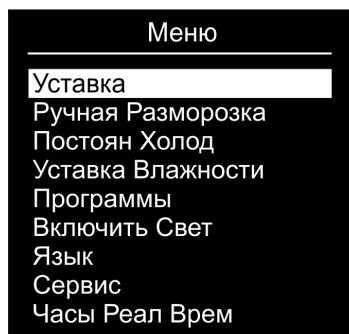 Меню
Уставка
Ручная Разморозка
Постоян Холод
Уставка Влажности
Программы
Включить Свет
Язык
Сервис
Часы Реал Врем